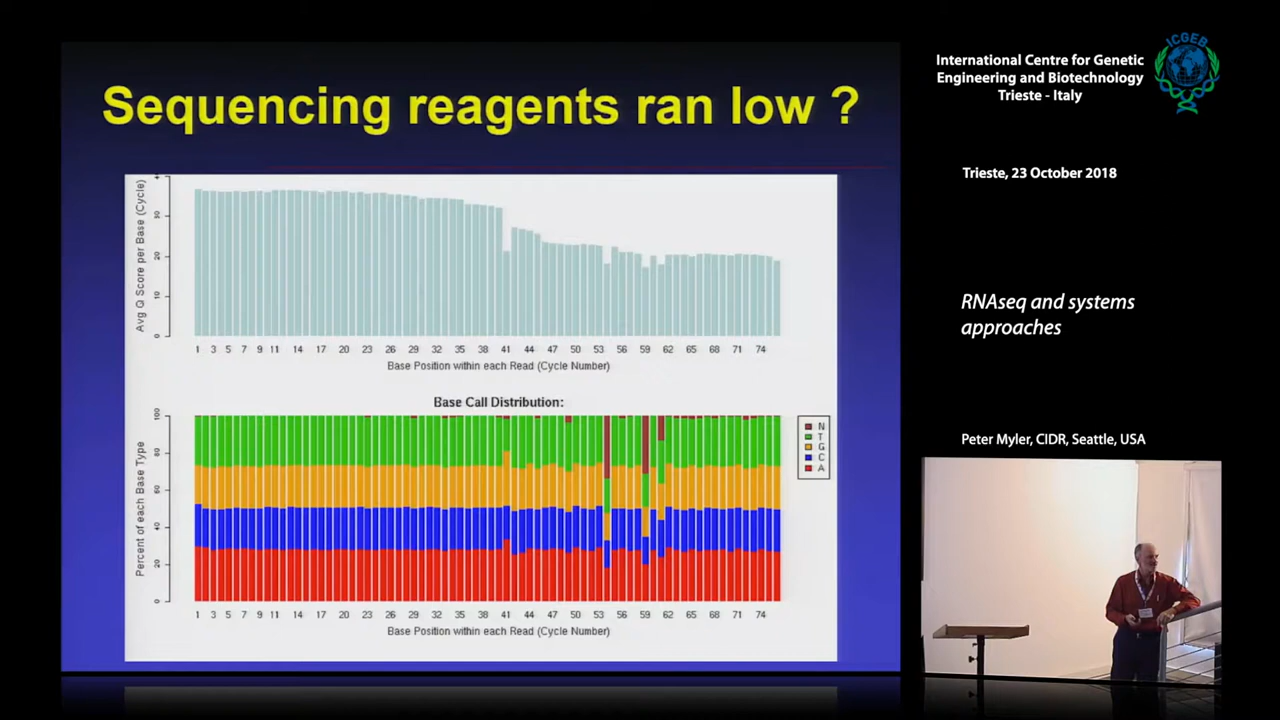 Sequencing reagents ran low ?
Avg Q Score per Base (Cycle)
0 10 20 30 4
1 3 5 7 9 11 14 17 20 23 26 29 32 35 38 41 44 47 50 53 56 59 62 65 68 71 74
Base Position within each Read (Cycle Number)
Base Call Distribution:
Percent of each Base Type
0 20 40 60 80 100
N
T
G
C
A
1 3 5 7 9 11 14 17 20 23 26 29 32 35 38 41 44 47 50 53 56 59 62 65 68 71 74
Base Position within each Read (Cycle Number)
International Centre for Genetic
Engineering and Biotechnology
Trieste - Italy
ICGEB
Trieste, 23 October 2018
RNAseq and systems
approaches
Peter Myler, CIDR, Seattle, USA